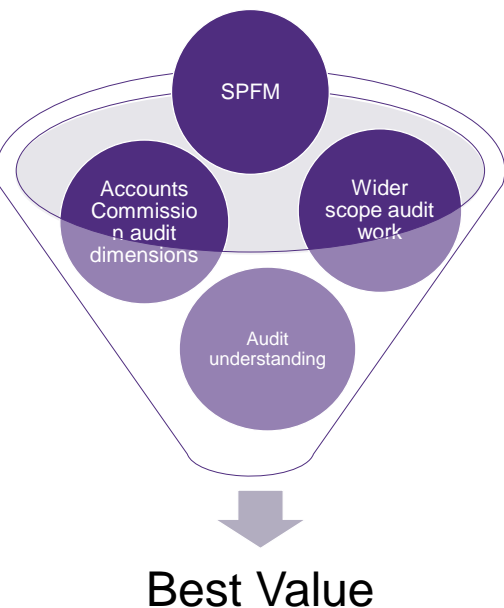 SPFM
Accounts
Commissio
n audit
dimensions
Wider
scope audit
work
Audit
understanding
Best Value